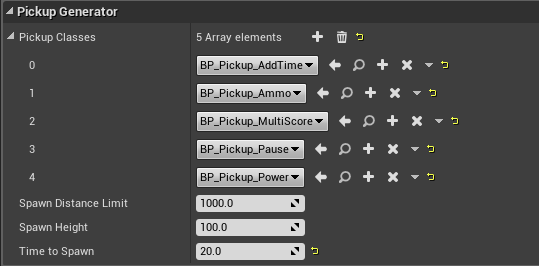 Pickup Generator
Pickup Classes 5 Array elements
0 BP_Pickup_AddTime
1 BP_Pickup_Ammo
2 BP_Pickup_MultiScore
3 BP_Pickup_Pause
4 BP_Pickup_Power
Spawn Distance Limit 1000.0
Spawn Height 100.0
Time to Spawn 20.0